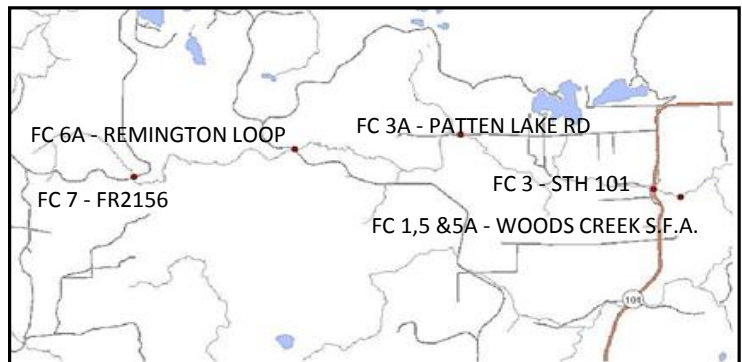 FC 6A - REMINGTON LOOP
FC 3A - PATTEN LAKE RD
FC 7 - FR2156
FC 3 - STH 101
FC 1,5 &5A - WOODS CREEK S.F.A.
101